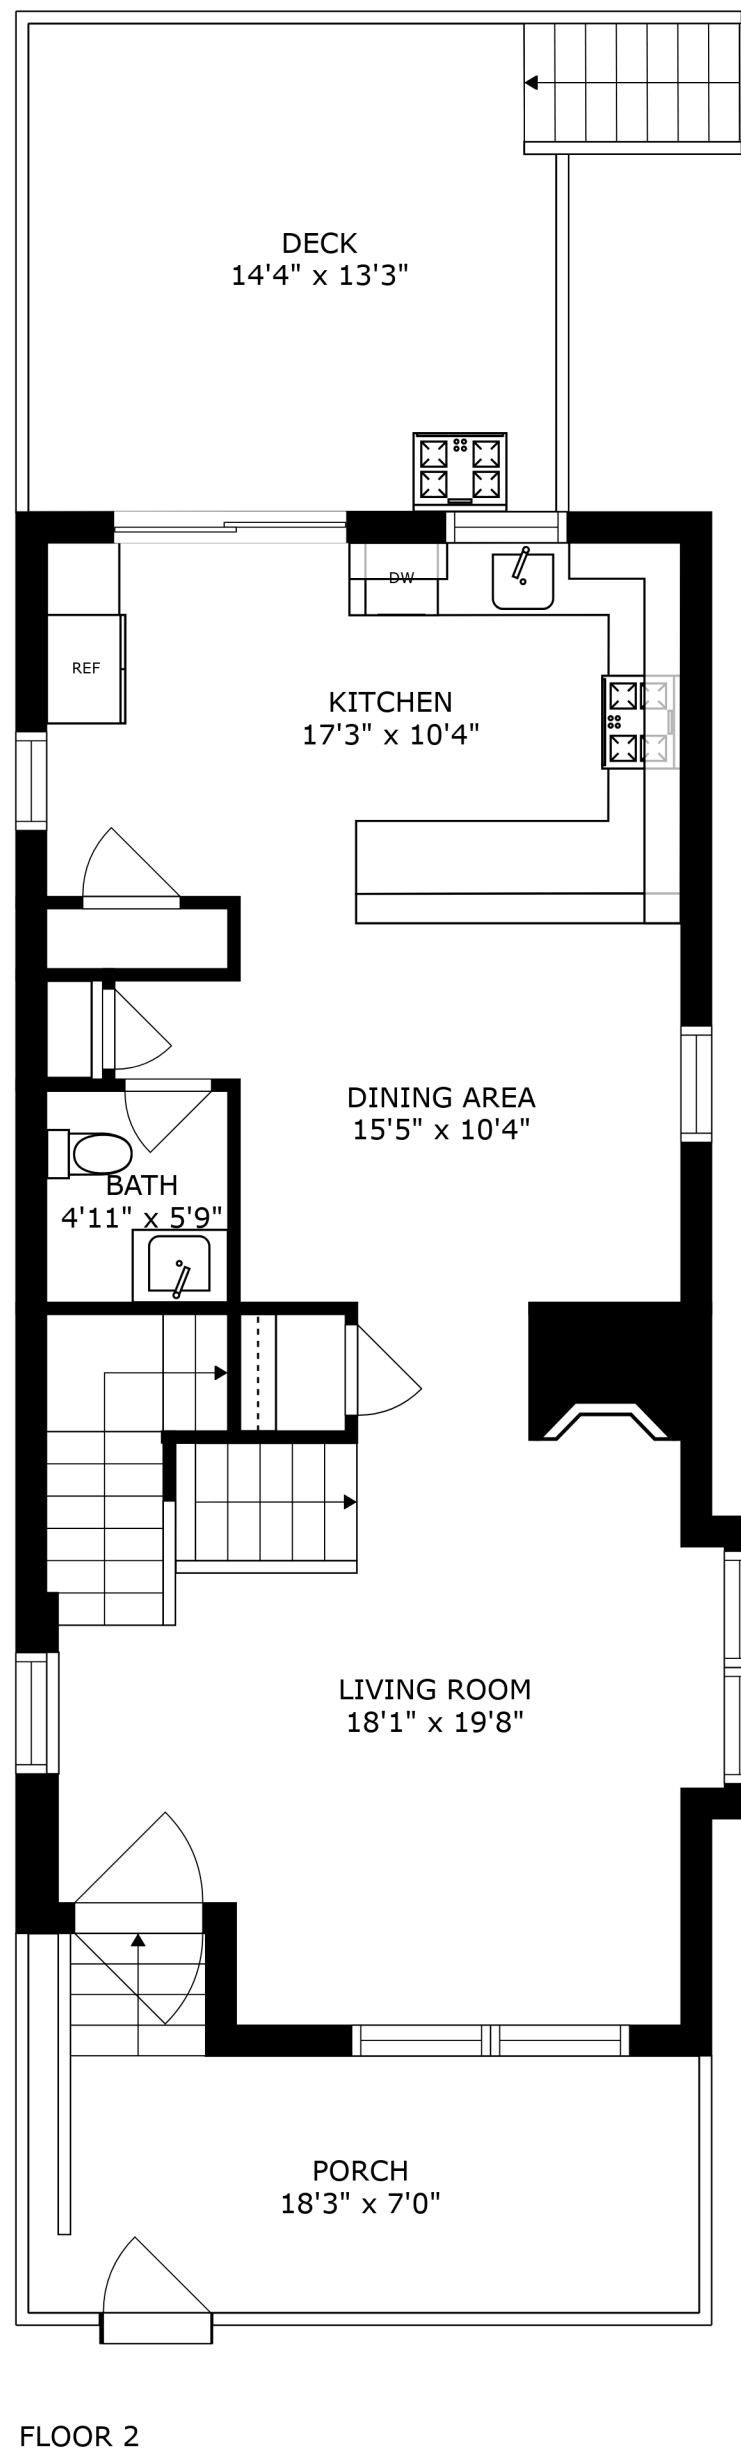 DECK
14'4" x 13'3"
DW
REF
KITCHEN
17'3" x 10'4"
DINING AREA
15'5" x 10'4"
BATH
4'11" x 5'9"
LIVING ROOM
18'1" x 19'8"
PORCH
18'3" x 7'0"
FLOOR 2